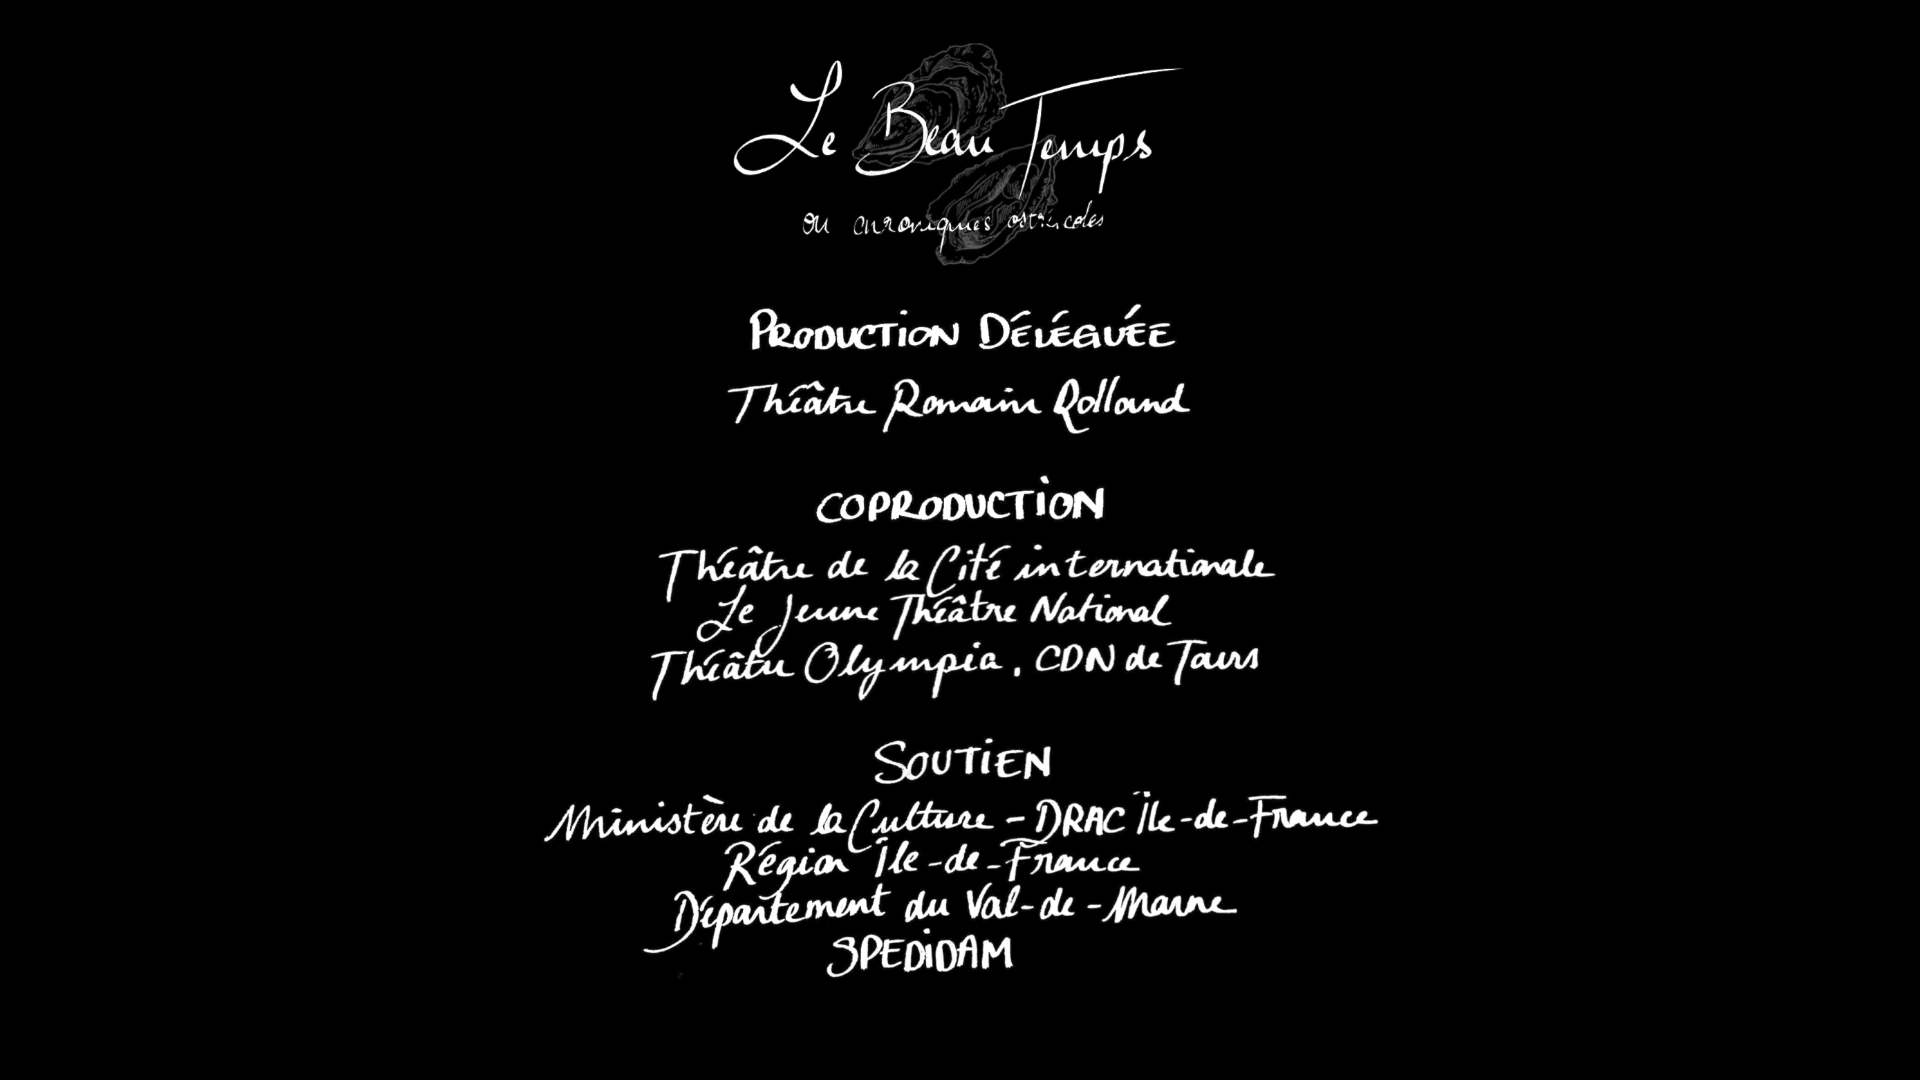 Le Beau Temps
ou chroniques ostréicoles
PRODUCTION DÉLÉGUÉE
Théâtre Romain Rolland
COPRODUCTION
Théâtre de la Cité internationale
Le Jeune Théâtre National
Théâtre Olympia, CDN de Tours
SOUTIEN
Ministère de la Culture - DRAC Île-de-France
Région Île-de-France
Département du Val-de-Marne
SPEDIDAM